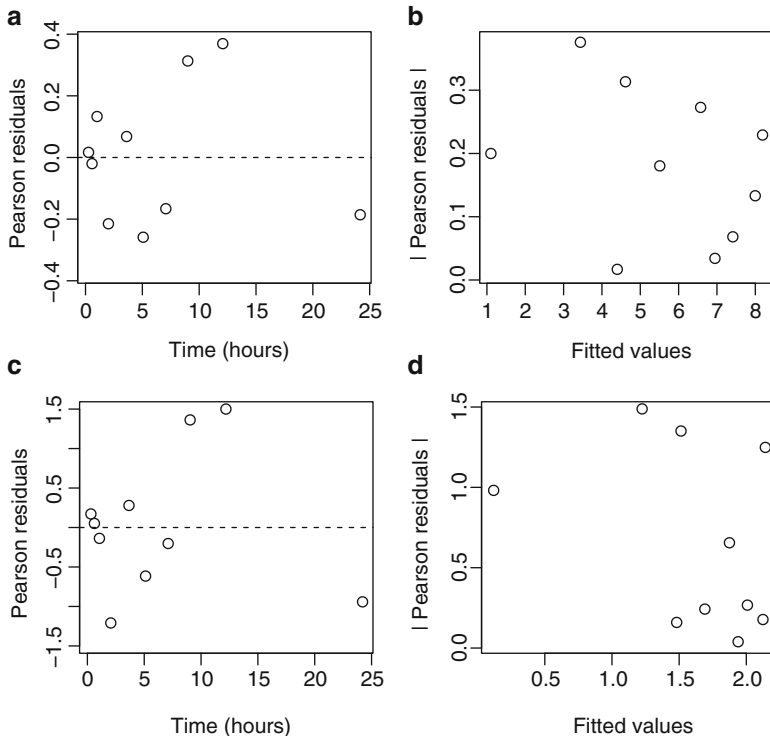 a
Pearson residuals
0.4
0.2
0.0
−0.2
−0.4
0 5 10 15 20 25
Time (hours)
b
| Pearson residuals |
0.3
0.2
0.1
0.0
1 2 3 4 5 6 7 8
Fitted values
c
Pearson residuals
1.5
0.5
−0.5
−1.5
0 5 10 15 20 25
Time (hours)
d
| Pearson residuals |
1.5
1.0
0.5
0.0
0.5 1.0 1.5 2.0
Fitted values